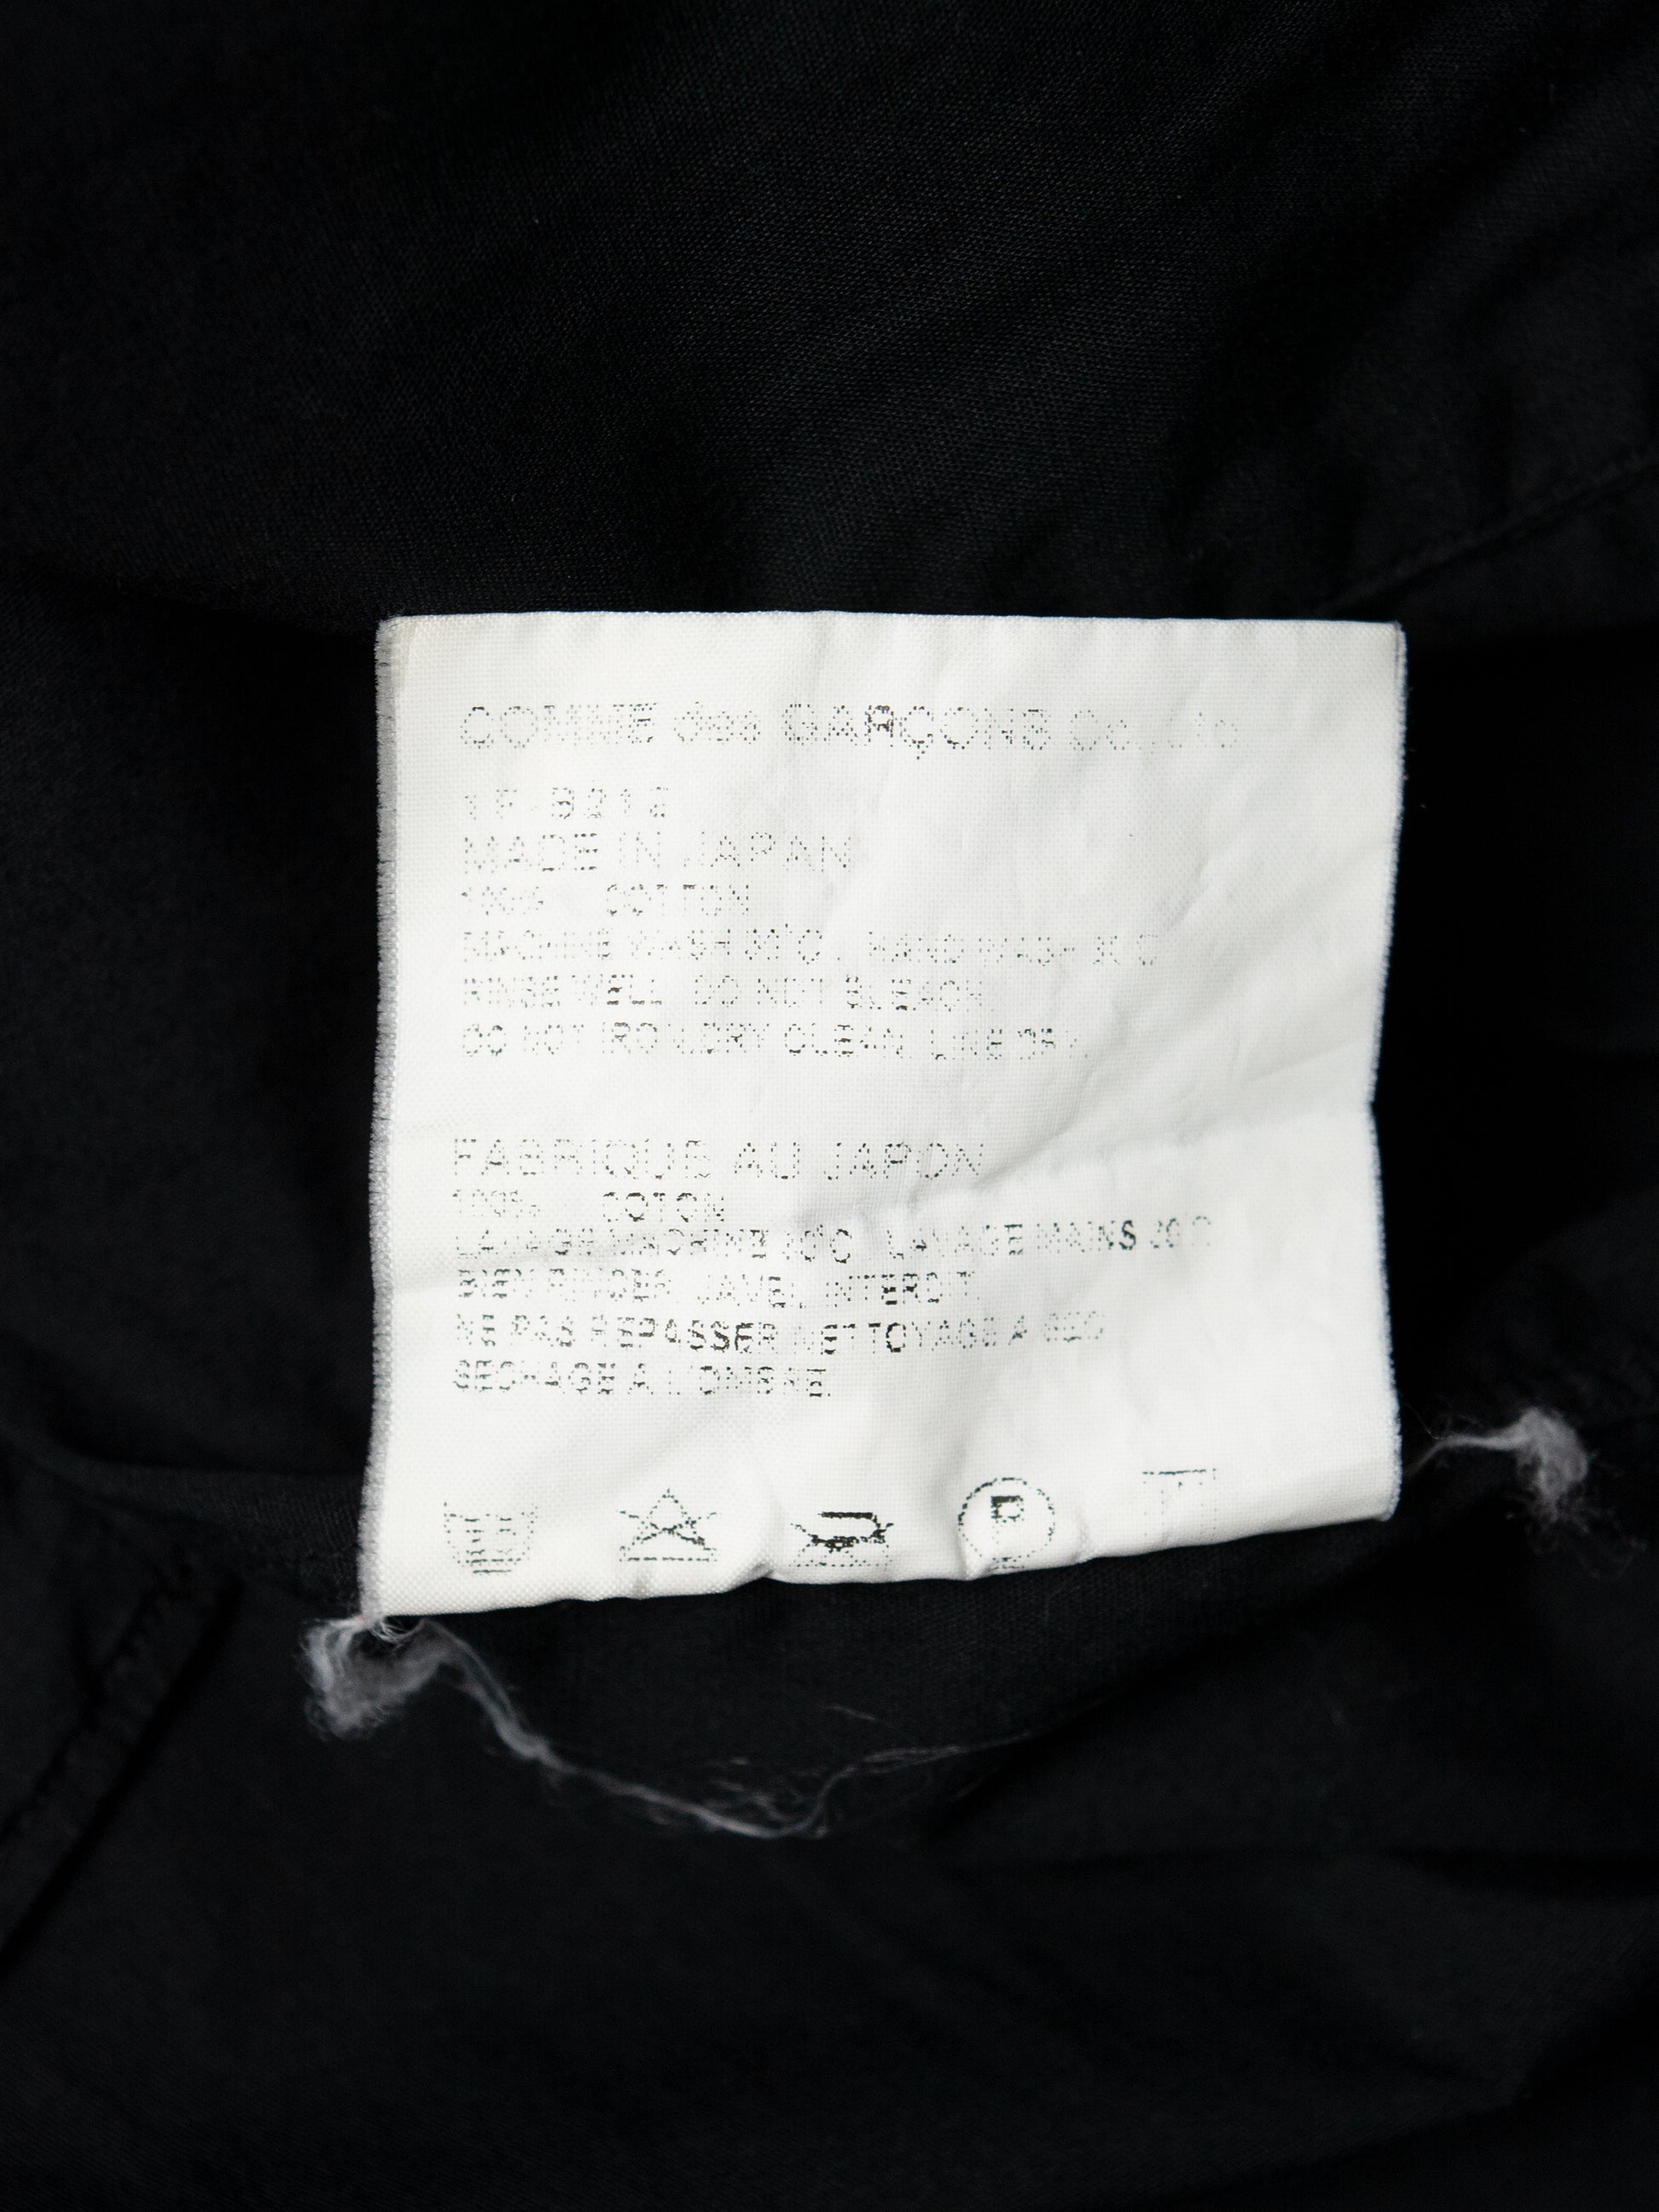 COMME des GARÇONS Co., Ltd
MADE IN JAPAN
100% COTTON
MACHINE WASH 30°C, HAND WASH 30°C
RINSE WELL, DO NOT BLEACH
DO NOT IRON, DRY CLEAN, LINE DRY
FABRIQUE AU JAPON
100% COTON
LAVAGE MACHINE 30°C, LAVAGE MAINS 30°C
BIEN RINCER, JAVEL INTERDIT
NE PAS REPASSER, NETTOYAGE A SEC
SECHAGE A L'OMBRE
P